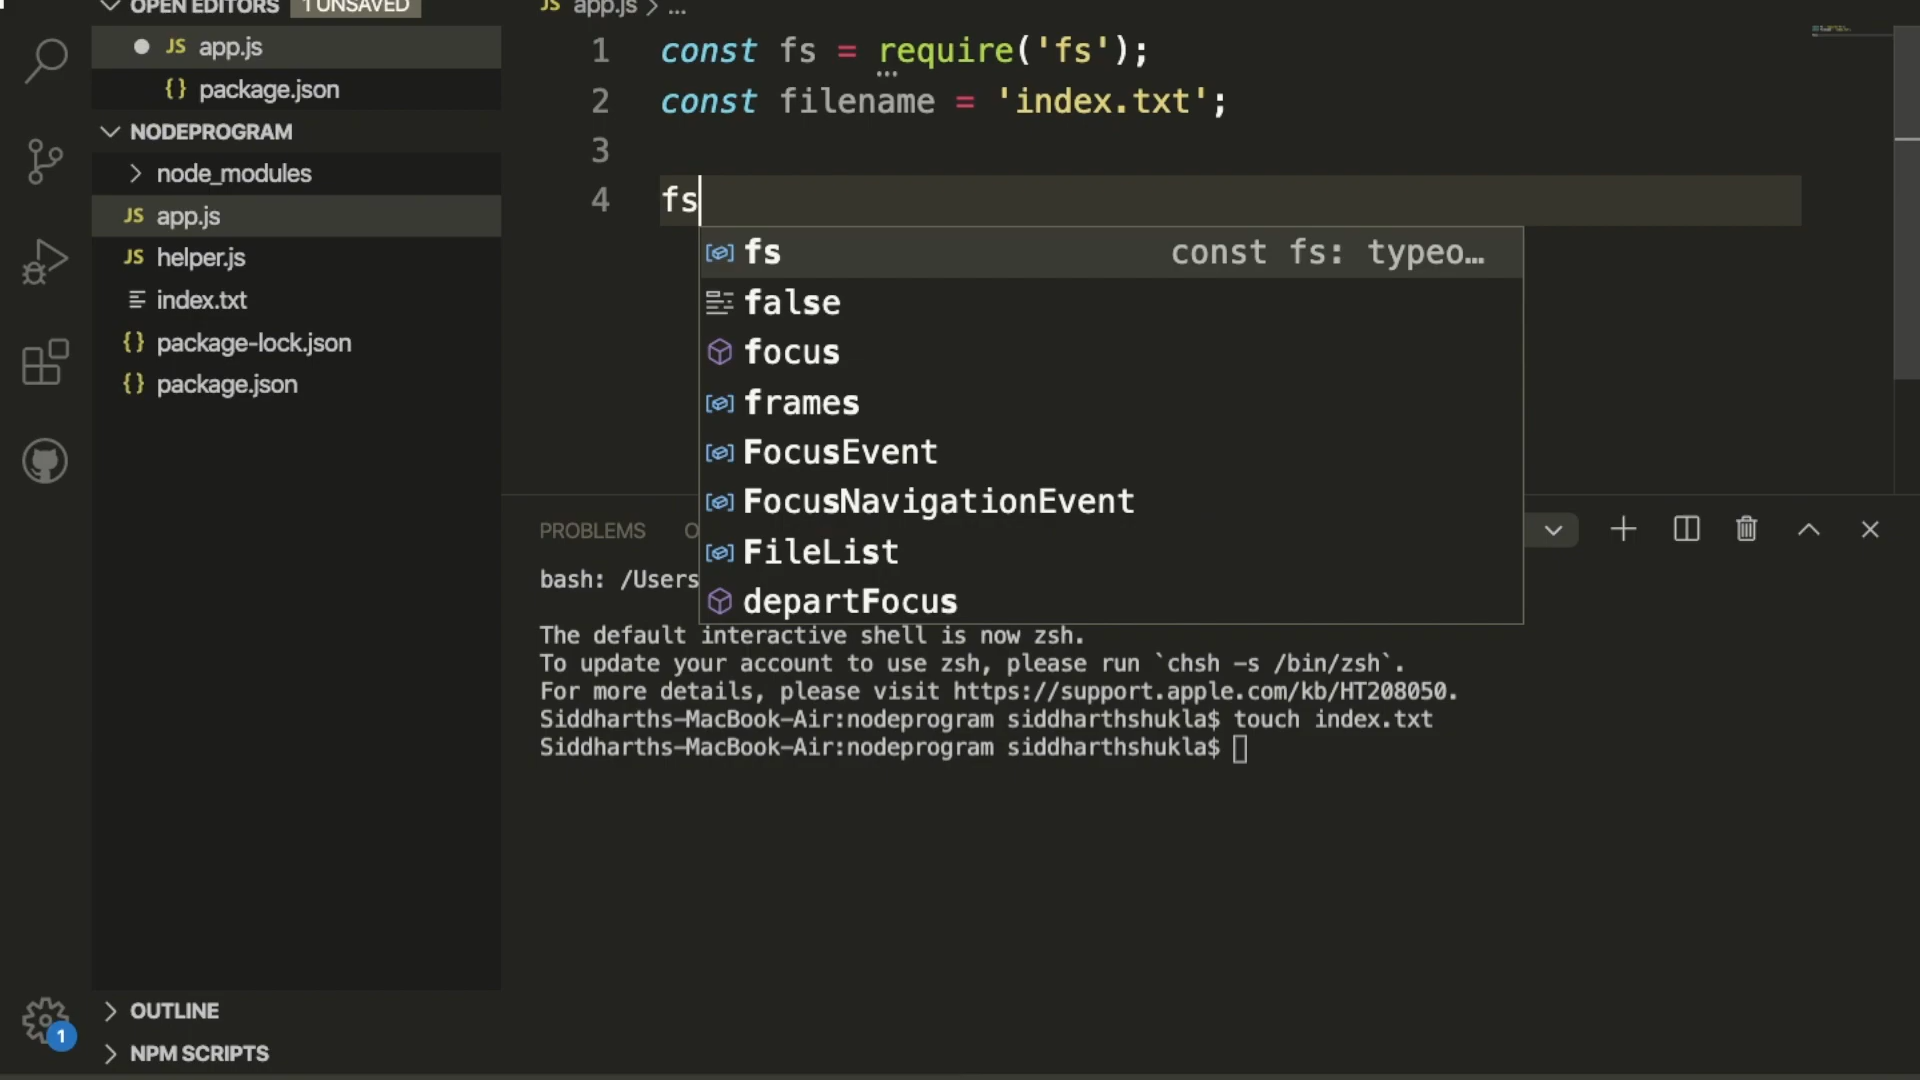 OPEN EDITORS 1 UNSAVED
JS app.js
{} package.json
NODEPROGRAM
node_modules
JS app.js
JS helper.js
index.txt
{} package-lock.json
{} package.json
OUTLINE
NPM SCRIPTS
1
JS app.js > ...
1 const fs = require('fs');
2 const filename = 'index.txt';
3
4 fs
fs const fs: typeo…
false
focus
frames
FocusEvent
FocusNavigationEvent
FileList
departFocus
PROBLEMS O
bash: /Users
The default interactive shell is now zsh.
To update your account to use zsh, please run `chsh -s /bin/zsh`.
For more details, please visit https://support.apple.com/kb/HT208050.
Siddharths-MacBook-Air:nodeprogram siddharthshukla$ touch index.txt
Siddharths-MacBook-Air:nodeprogram siddharthshukla$